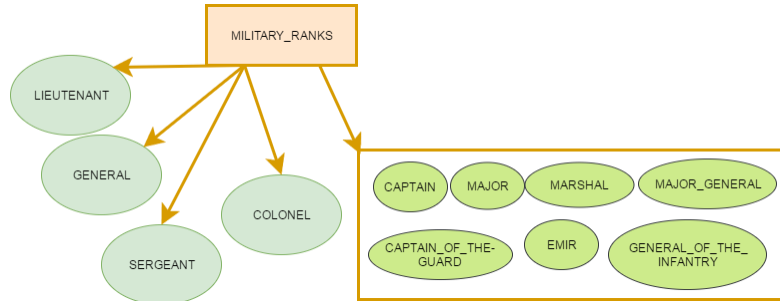 MILITARY_RANKS
LIEUTENANT
GENERAL
SERGEANT
COLONEL
CAPTAIN
MAJOR
MARSHAL
MAJOR_GENERAL
CAPTAIN_OF_THE-
GUARD
EMIR
GENERAL_OF_THE_
INFANTRY